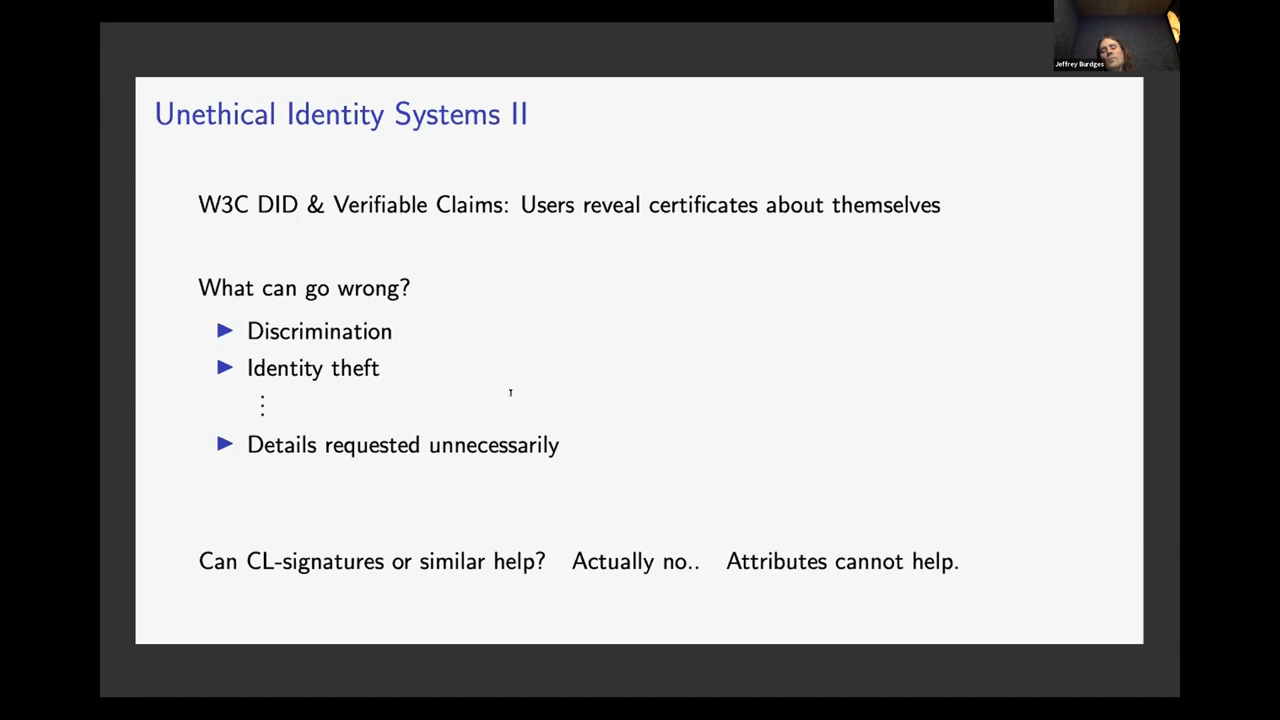 Jeffrey Burdges
Unethical Identity Systems II
W3C DID & Verifiable Claims: Users reveal certificates about themselves
What can go wrong?
Discrimination
Identity theft
⋮
Details requested unnecessarily
Can CL-signatures or similar help? Actually no.. Attributes cannot help.